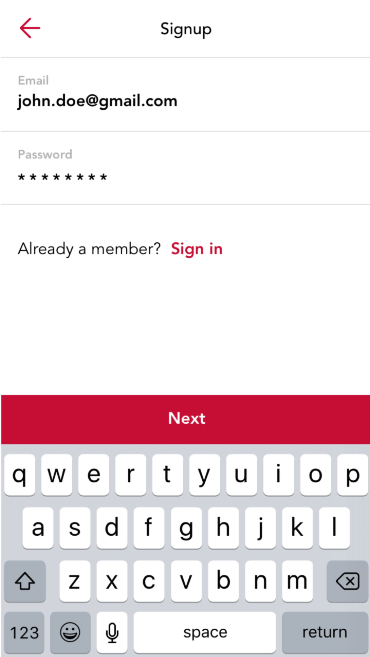 Signup
Email
john.doe@gmail.com
Password
* * * * * * * *
Already a member? Sign in
Next
q w e r t y u i o p
a s d f g h j k l
z x c v b n m
123 space return